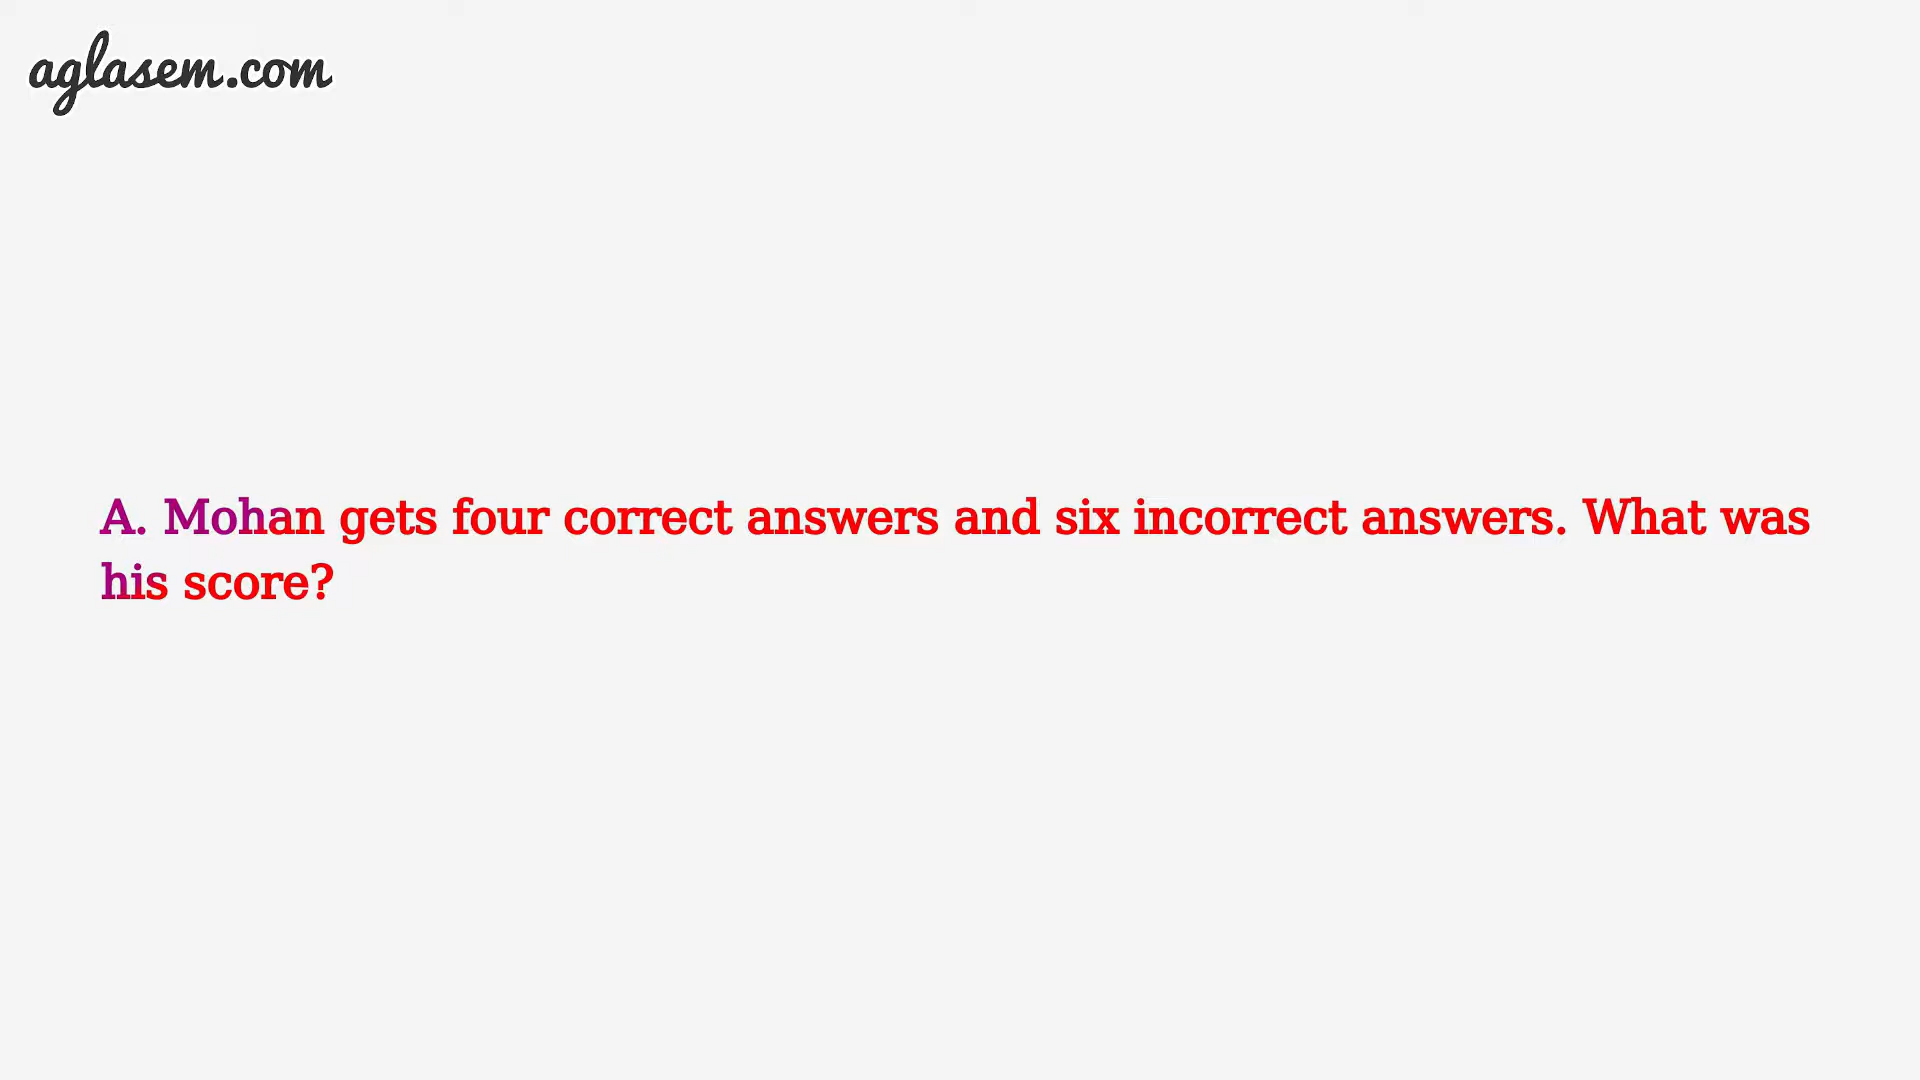 aglasem.com
A. Mohan gets four correct answers and six incorrect answers. What was
his score?